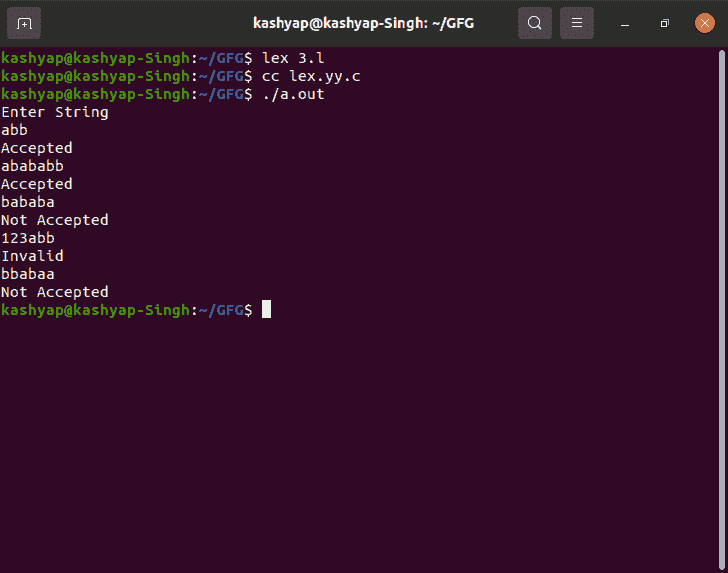 kashyap@kashyap-Singh: ~/GFG
kashyap@kashyap-Singh:~/GFG$ lex 3.l
kashyap@kashyap-Singh:~/GFG$ cc lex.yy.c
kashyap@kashyap-Singh:~/GFG$ ./a.out
Enter String
abb
Accepted
abababb
Accepted
bababa
Not Accepted
123abb
Invalid
bbabaa
Not Accepted
kashyap@kashyap-Singh:~/GFG$